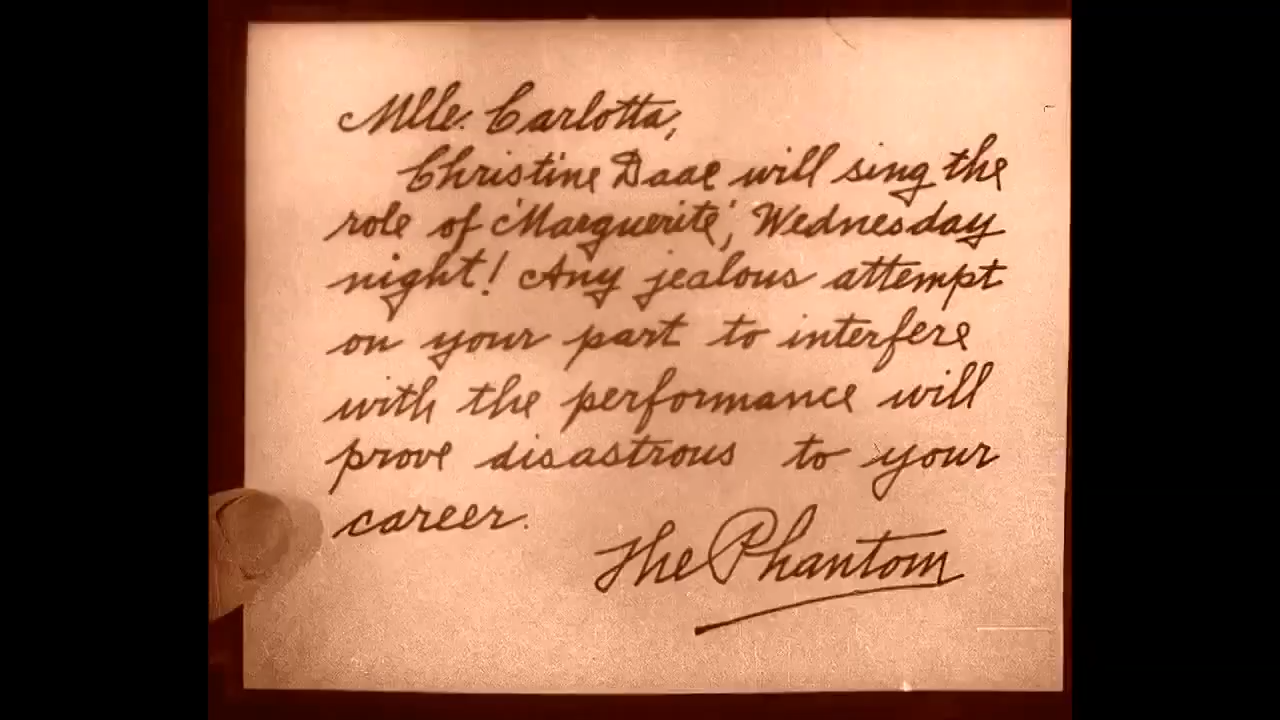 Mlle. Carlotta,
Christine Daae will sing the
role of 'Marguerite', Wednesday
night! Any jealous attempt
on your part to interfere
with the performance will
prove disastrous to your
career.
The Phantom